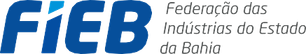 FIEB
Federação das
Indústrias do Estado
da Bahia